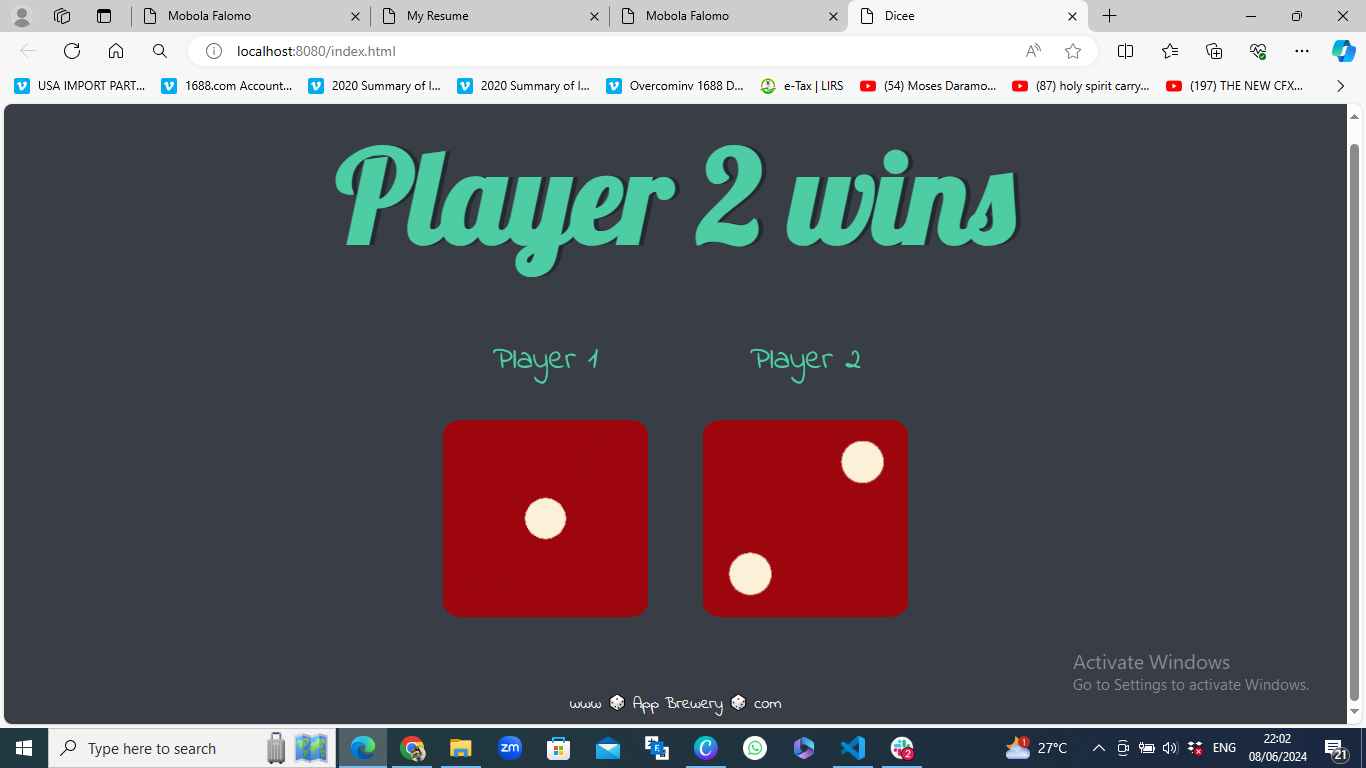 Mobola Falomo
My Resume
Mobola Falomo
Dicee
localhost:8080/index.html
USA IMPORT PART...
1688.com Account...
2020 Summary of I...
2020 Summary of I...
Overcominv 1688 D...
e-Tax | LIRS
(54) Moses Daramo...
(87) holy spirit carry...
(197) THE NEW CFX...
Player 2 wins
Player 1
Player 2
www App Brewery com
Activate Windows
Go to Settings to activate Windows.
Type here to search
zm
2
1
27°C
ENG
22:02
08/06/2024
21